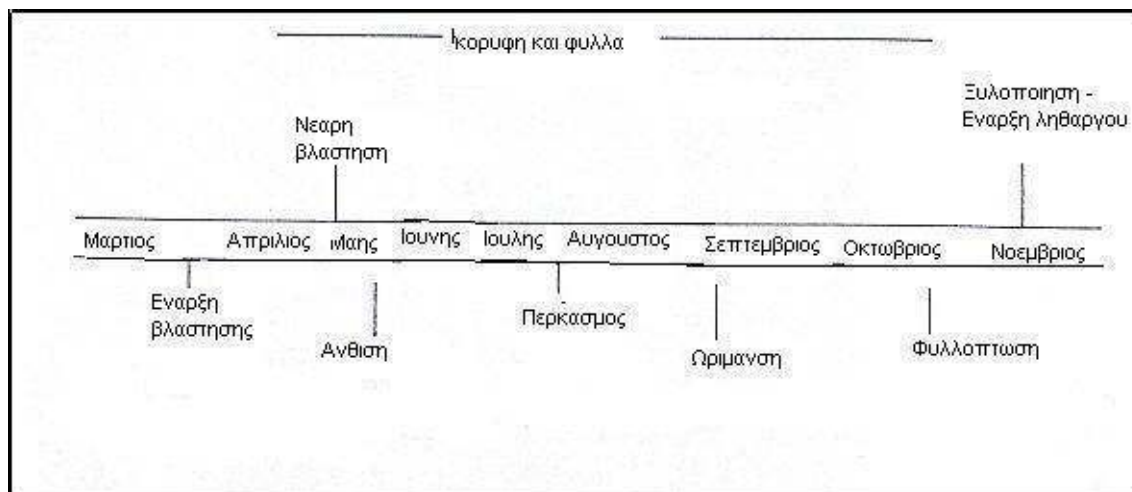 κορυφη και φυλλα
Ξυλοποιηση -
Εναρξη ληθαργου
Νεαρη
βλαστηση
Μαρτιος Απριλιος Μαης Ιουνης Ιουλης Αυγουστος Σεπτεμβριος Οκτωβριος Νοεμβριος
Εναρξη
βλαστησης
Ανθιση
Περκασμος
Ωριμανση
Φυλλοπτωση